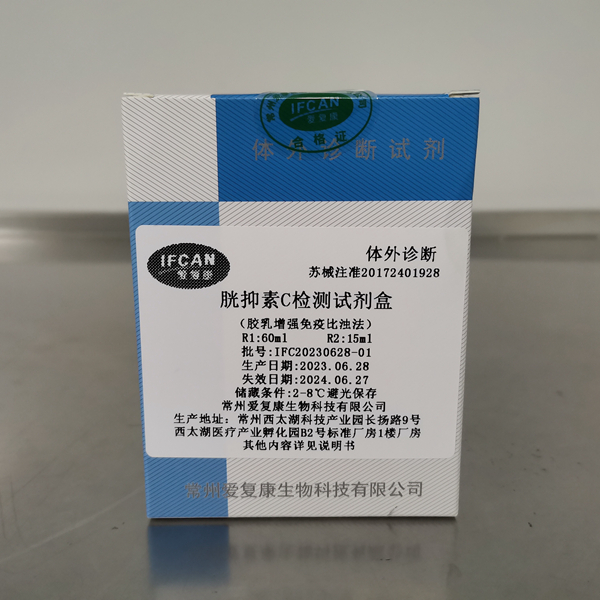 IFCAN
爱复康
合格证
体外诊断试剂
IFCAN
爱复康
体外诊断
苏械注准20172401928
胱抑素C检测试剂盒
（胶乳增强免疫比浊法）
R1:60ml R2:15ml
批号:IFC20230628-01
生产日期:2023.06.28
失效日期:2024.06.27
储藏条件:2-8℃避光保存
常州爱复康生物科技有限公司
生产地址: 常州西太湖科技产业园长扬路9号
西太湖医疗产业孵化园B2号标准厂房1楼厂房
其他内容详见说明书
常州爱复康生物科技有限公司